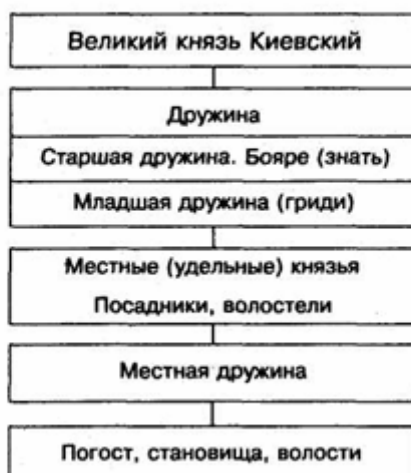 Великий князь Киевский
Дружина
Старшая дружина. Бояре (знать)
Младшая дружина (гриди)
Местные (удельные) князья
Посадники, волостели
Местная дружина
Погост, становища, волости